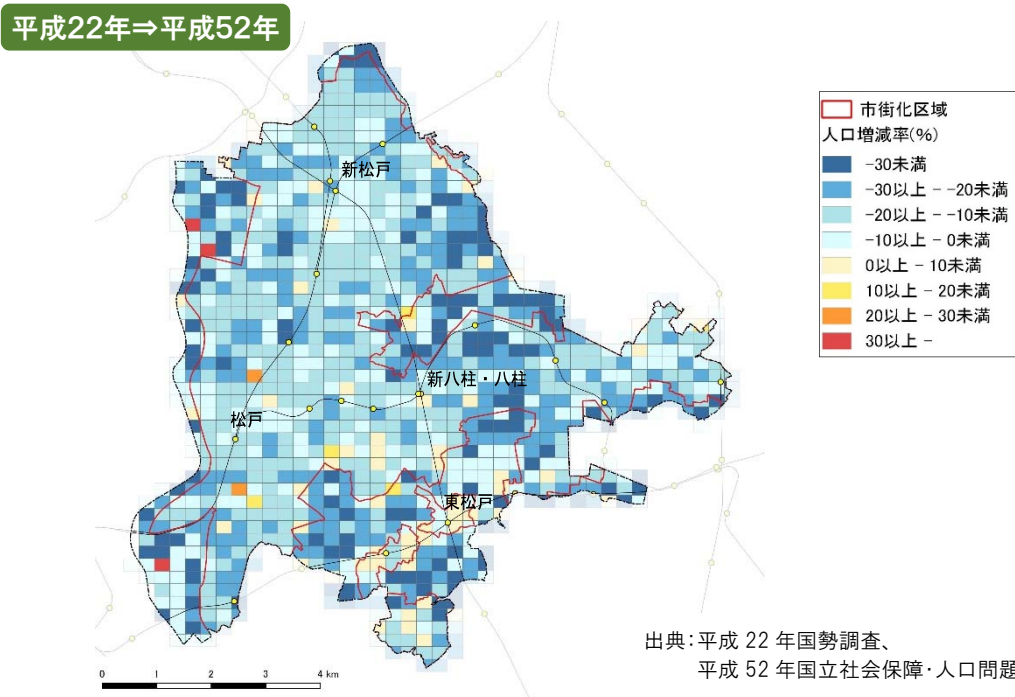 平成22年⇒平成52年
市街化区域
人口増減率(%)
-30未満
-30以上 - -20未満
-20以上 - -10未満
-10以上 - 0未満
0以上 - 10未満
10以上 - 20未満
20以上 - 30未満
30以上 -
新松戸
新八柱・八柱
松戸
東松戸
出典:平成 22 年国勢調査、
平成 52 年国立社会保障・人口問題
0 1 2 3 4 km